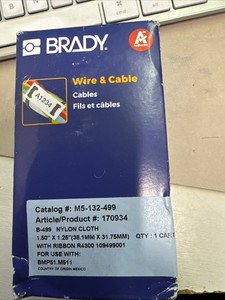 BRADY
A
Wire & Cable
Cables
Fils et câbles
A1234
Catalog #: M5-132-499
Article/Product #: 170934
B-499 NYLON CLOTH
1.50" X 1.25"(38.1MM X 31.75MM) QTY : 1 CAR
WITH RIBBON R4300 109499001
FOR USE WITH:
BMP51,M511
COUNTRY OF ORIGIN: MEXICO